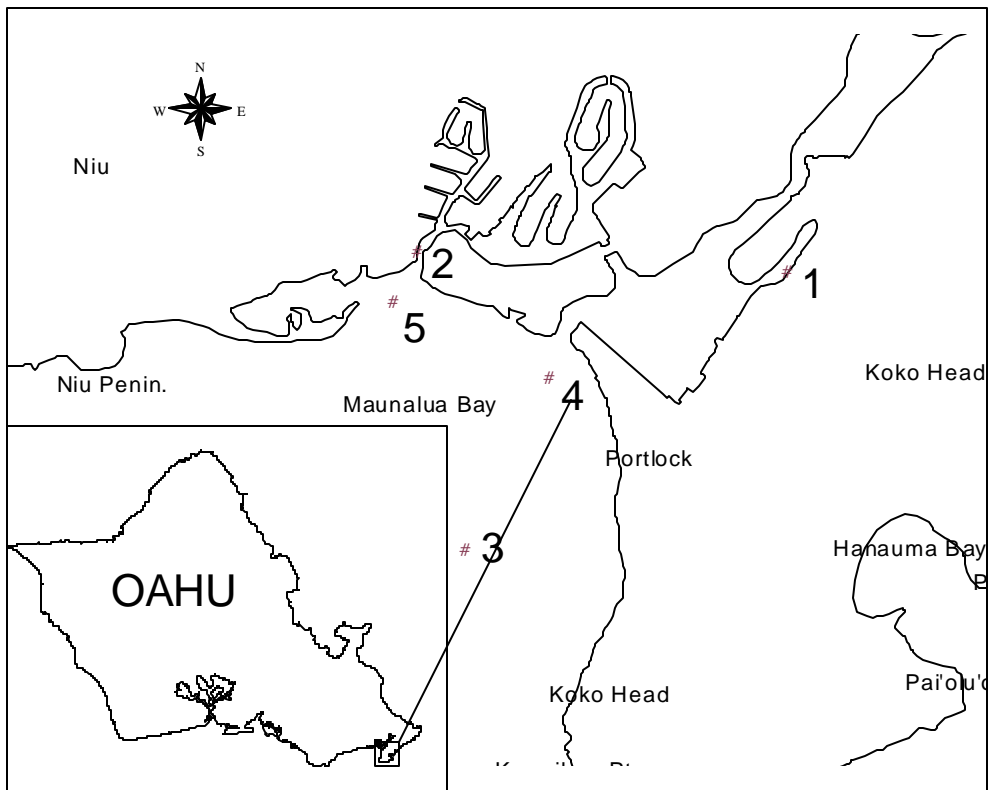 N
W E
S
Niu
2
1
5
Koko Head
Niu Penin.
4
Maunalua Bay
Portlock
3
Hanauma Bay
OAHU
Koko Head